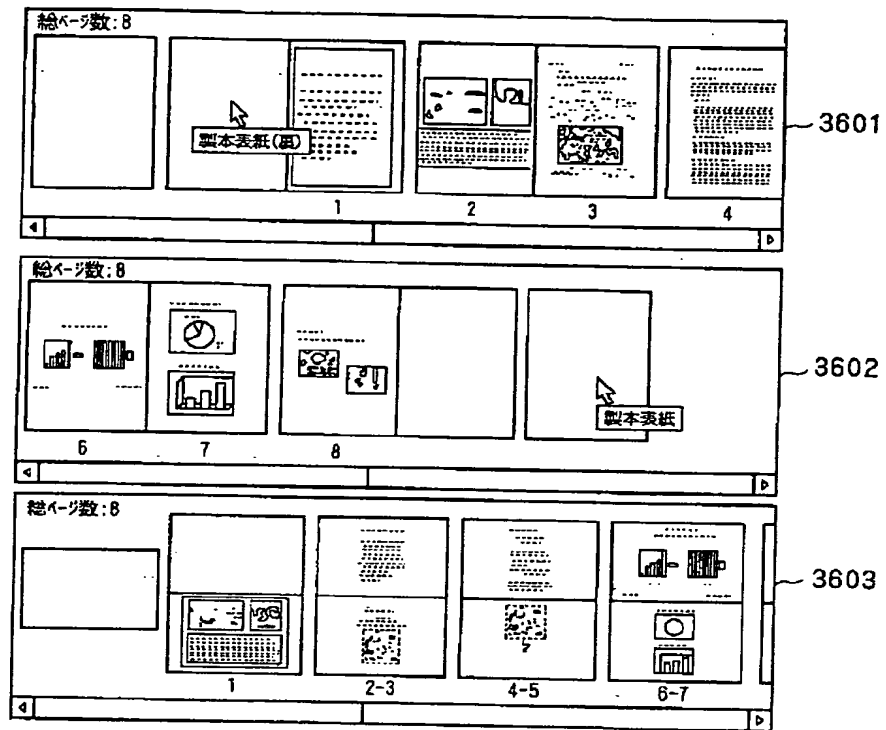 総ページ数:8
製本表紙(裏)
1 2 3 4
3601
総ページ数:8
製本表紙
6 7 8
3602
総ページ数:8
1 2-3 4-5 6-7
3603